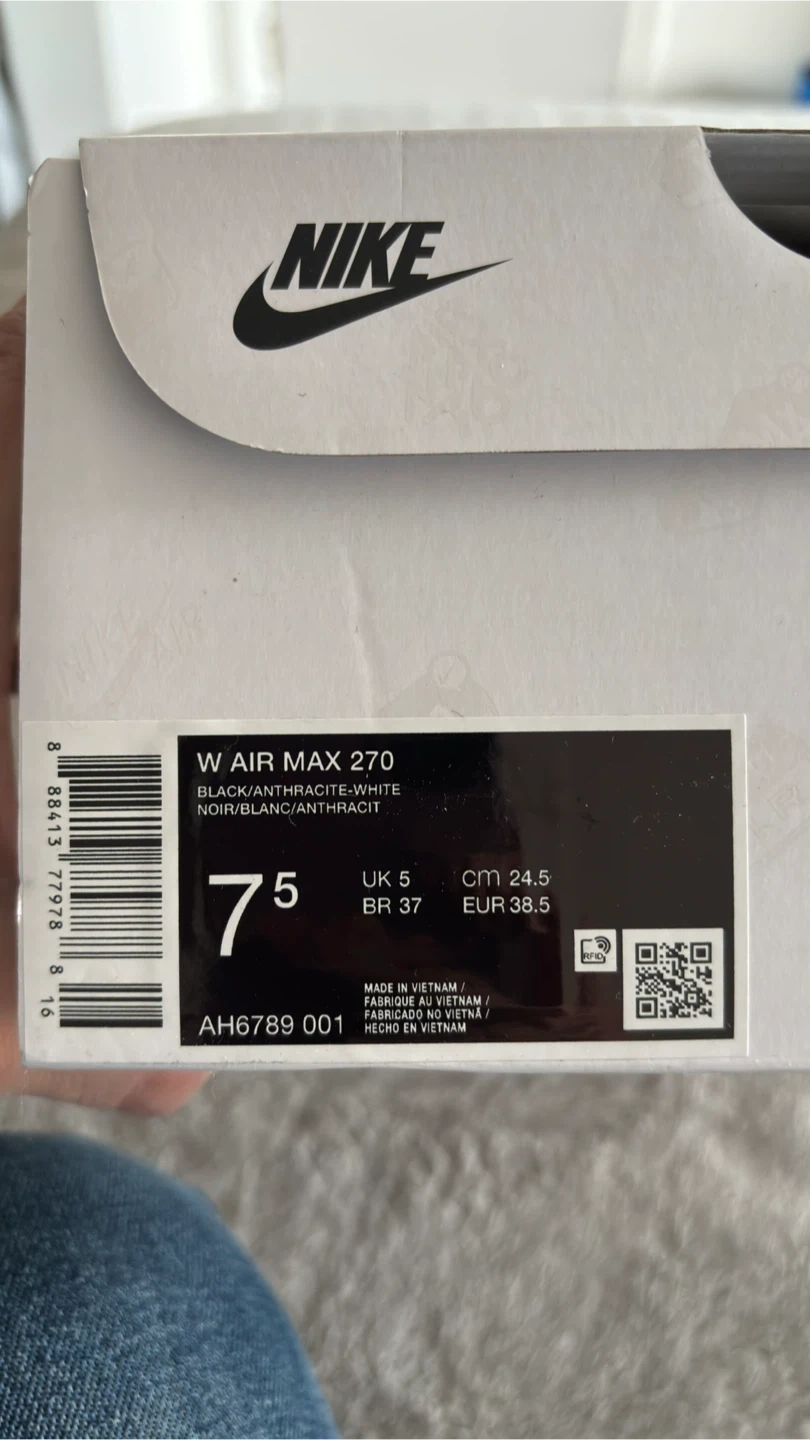 NIKE
W AIR MAX 270
BLACK/ANTHRACITE-WHITE
NOIR/BLANC/ANTHRACIT
7 5
UK 5 cm 24.5
BR 37 EUR 38.5
RFID
MADE IN VIETNAM /
FABRIQUE AU VIETNAM /
FABRICADO NO VIETNÃ /
HECHO EN VIETNAM
AH6789 001
8 88413 77978 8 16